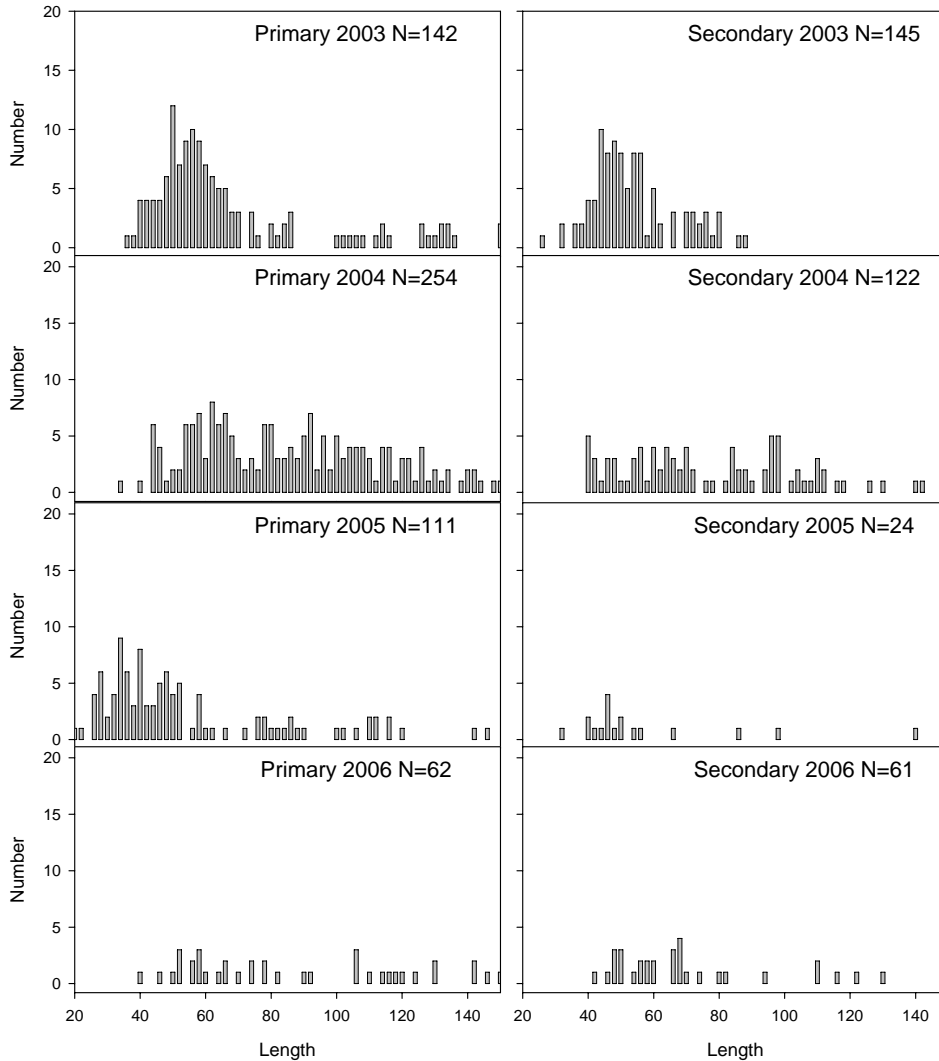 Primary 2003 N=142
Secondary 2003 N=145
Number
20
15
10
5
0
Primary 2004 N=254
Secondary 2004 N=122
Number
20
15
10
5
0
Primary 2005 N=111
Secondary 2005 N=24
Number
20
15
10
5
0
Primary 2006 N=62
Secondary 2006 N=61
Number
20
15
10
5
0
20 40 60 80 100 120 140
20 40 60 80 100 120 140
Length
Length